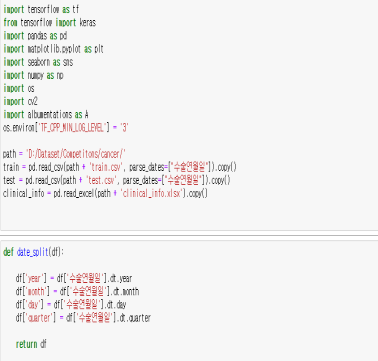 import tensorflow as tf
from tensorflow import keras
import pandas as pd
import matplotlib.pyplot as plt
import seaborn as sns
import numpy as np
import os
import cv2
import albumentations as A
os.environ['TF_CPP_MIN_LOG_LEVEL'] = '3'
path = 'D:/Dataset/Competitons/cancer/'
train = pd.read_csv(path + 'train.csv', parse_dates=["수술연월일"]).copy()
test = pd.read_csv(path + 'test.csv', parse_dates=["수술연월일"]).copy()
clinical_info = pd.read_excel(path + 'clinical_info.xlsx').copy()
def date_split(df):
df['year'] = df['수술연월일'].dt.year
df['month'] = df['수술연월일'].dt.month
df['day'] = df['수술연월일'].dt.day
df['quarter'] = df['수술연월일'].dt.quarter
return df